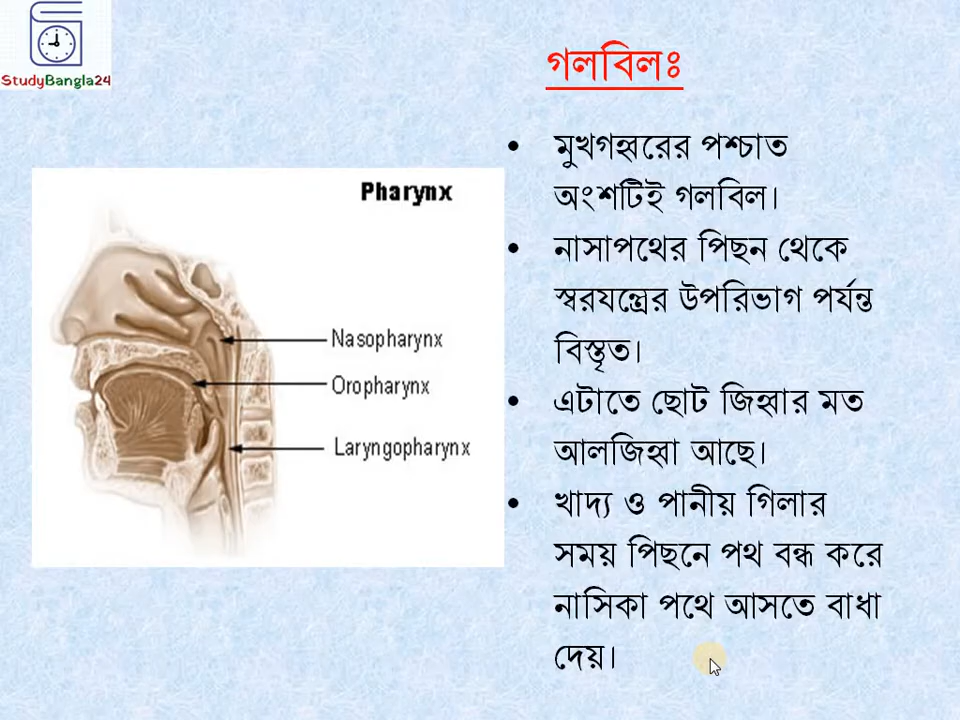 StudyBangla24
গলবিলঃ
• মুখগহ্বরের পশ্চাত
অংশটিই গলবিল।
• নাসাপথের পিছন থেকে
স্বরযন্ত্রের উপরিভাগ পর্যন্ত
বিস্তৃত।
• এটাতে ছোট জিহ্বার মত
আলজিহ্বা আছে।
• খাদ্য ও পানীয় গিলার
সময় পিছনে পথ বন্ধ করে
নাসিকা পথে আসতে বাধা
দেয়।
Pharynx
Nasopharynx
Oropharynx
Laryngopharynx